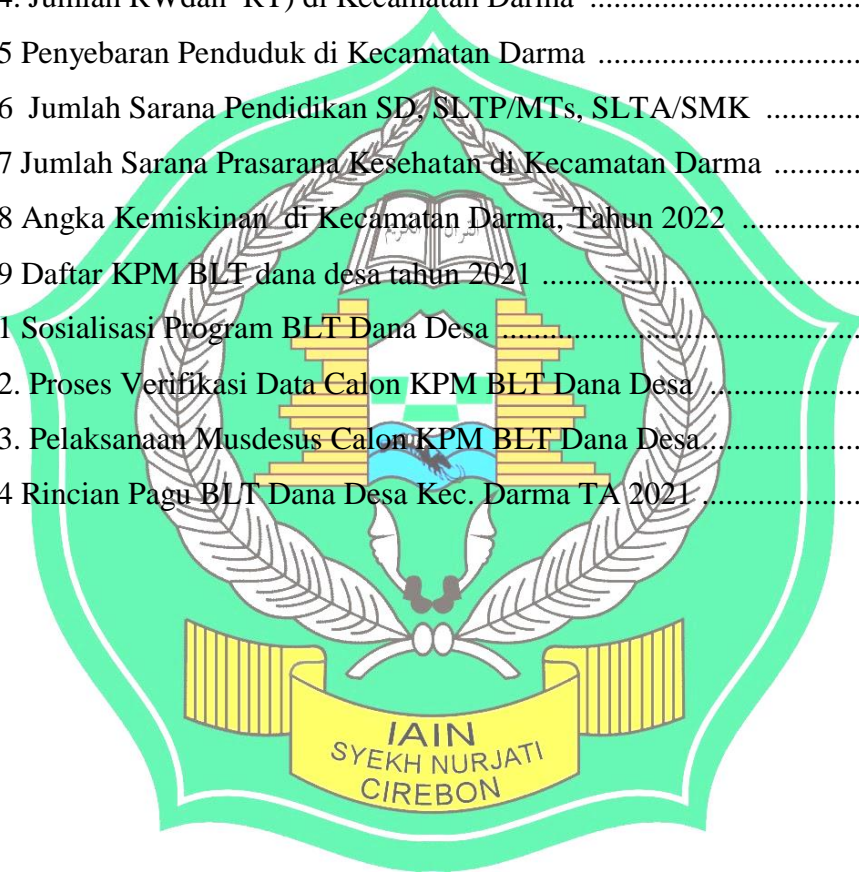 4. Jumlah RWdan RT) di Kecamatan Darma ..................................
5 Penyebaran Penduduk di Kecamatan Darma .................................
6 Jumlah Sarana Pendidikan SD, SLTP/MTs, SLTA/SMK ............
7 Jumlah Sarana Prasarana Kesehatan di Kecamatan Darma ...........
8 Angka Kemiskinan di Kecamatan Darma, Tahun 2022 ...............
9 Daftar KPM BLT dana desa tahun 2021 ........................................
1 Sosialisasi Program BLT Dana Desa .............................................
2. Proses Verifikasi Data Calon KPM BLT Dana Desa ...................
3. Pelaksanaan Musdesus Calon KPM BLT Dana Desa....................
4 Rincian Pagu BLT Dana Desa Kec. Darma TA 2021 ....................
IAIN
SYEKH NURJATI
CIREBON